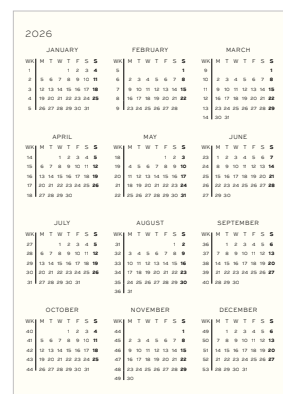 2026
JANUARY
WK M T W T F S S
1 1 2 3 4
2 5 6 7 8 9 10 11
3 12 13 14 15 16 17 18
4 19 20 21 22 23 24 25
5 26 27 28 29 30 31
FEBRUARY
WK M T W T F S S
5 1
6 2 3 4 5 6 7 8
7 9 10 11 12 13 14 15
8 16 17 18 19 20 21 22
9 23 24 25 26 27 28
MARCH
WK M T W T F S S
9 1
10 2 3 4 5 6 7 8
11 9 10 11 12 13 14 15
12 16 17 18 19 20 21 22
13 23 24 25 26 27 28 29
14 30 31
APRIL
WK M T W T F S S
14 1 2 3 4 5
15 6 7 8 9 10 11 12
16 13 14 15 16 17 18 19
17 20 21 22 23 24 25 26
18 27 28 29 30
MAY
WK M T W T F S S
18 1 2 3
19 4 5 6 7 8 9 10
20 11 12 13 14 15 16 17
21 18 19 20 21 22 23 24
22 25 26 27 28 29 30 31
JUNE
WK M T W T F S S
23 1 2 3 4 5 6 7
24 8 9 10 11 12 13 14
25 15 16 17 18 19 20 21
26 22 23 24 25 26 27 28
27 29 30
JULY
WK M T W T F S S
27 1 2 3 4 5
28 6 7 8 9 10 11 12
29 13 14 15 16 17 18 19
30 20 21 22 23 24 25 26
31 27 28 29 30 31
AUGUST
WK M T W T F S S
31 1 2
32 3 4 5 6 7 8 9
33 10 11 12 13 14 15 16
34 17 18 19 20 21 22 23
35 24 25 26 27 28 29 30
36 31
SEPTEMBER
WK M T W T F S S
36 1 2 3 4 5 6
37 7 8 9 10 11 12 13
38 14 15 16 17 18 19 20
39 21 22 23 24 25 26 27
40 28 29 30
OCTOBER
WK M T W T F S S
40 1 2 3 4
41 5 6 7 8 9 10 11
42 12 13 14 15 16 17 18
43 19 20 21 22 23 24 25
44 26 27 28 29 30 31
NOVEMBER
WK M T W T F S S
44 1
45 2 3 4 5 6 7 8
46 9 10 11 12 13 14 15
47 16 17 18 19 20 21 22
48 23 24 25 26 27 28 29
49 30
DECEMBER
WK M T W T F S S
49 1 2 3 4 5 6
50 7 8 9 10 11 12 13
51 14 15 16 17 18 19 20
52 21 22 23 24 25 26 27
53 28 29 30 31